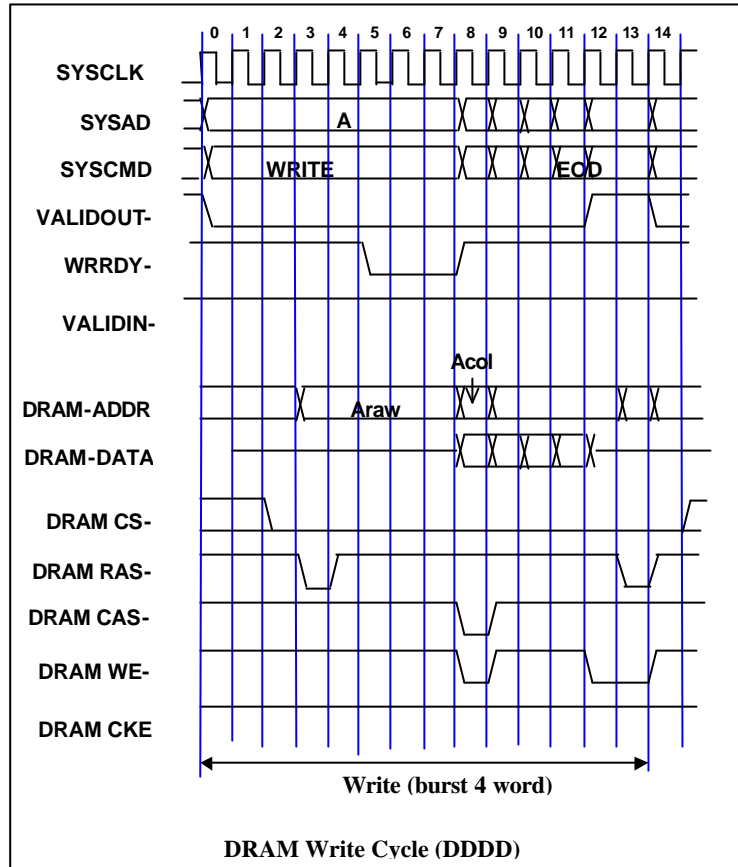 0 1 2 3 4 5 6 7 8 9 10 11 12 13 14
SYSCLK
SYSAD A
SYSCMD WRITE EOD
VALIDOUT-
WRRDY-
VALIDIN-
Acol
DRAM-ADDR Araw
DRAM-DATA
DRAM CS-
DRAM RAS-
DRAM CAS-
DRAM WE-
DRAM CKE
Write (burst 4 word)
DRAM Write Cycle (DDDD)